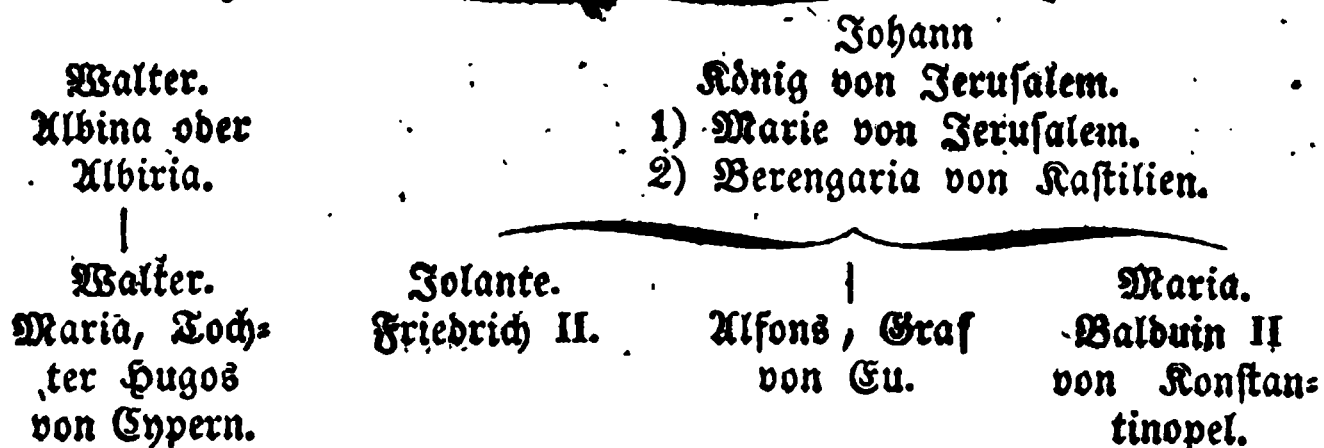 Johann
Walter.
König von Jerusalem.
Albina oder
1) Marie von Jerusalem.
Albiria.
2) Berengaria von Kastilien.
Walter.
Jolante.
Maria.
Maria, Toch-
Friedrich II.
Alfons, Graf
Balduin II
ter Hugos
von Eu.
von Konstan-
von Cypern.
tinopel.